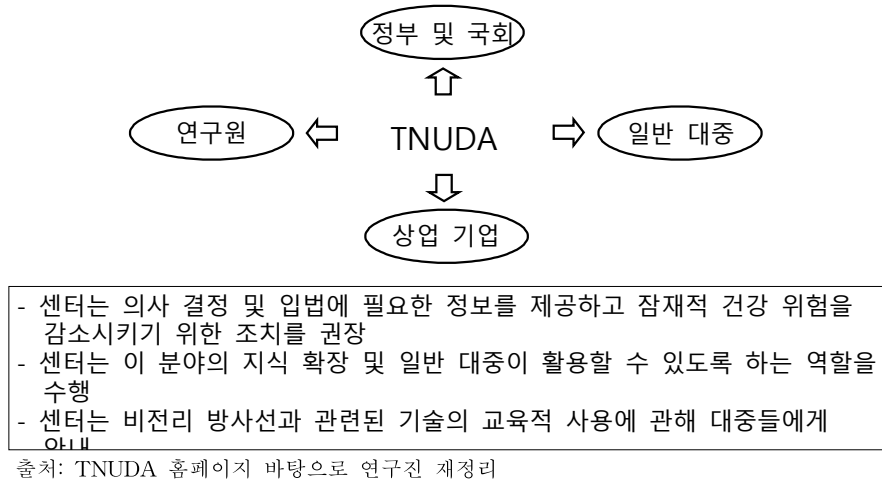 정부 및 국회
연구원
TNUDA
일반 대중
상업 기업
- 센터는 의사 결정 및 입법에 필요한 정보를 제공하고 잠재적 건강 위험을
감소시키기 위한 조치를 권장
- 센터는 이 분야의 지식 확장 및 일반 대중이 활용할 수 있도록 하는 역할을
수행
- 센터는 비전리 방사선과 관련된 기술의 교육적 사용에 관해 대중들에게
안내
출처: TNUDA 홈페이지 바탕으로 연구진 재정리